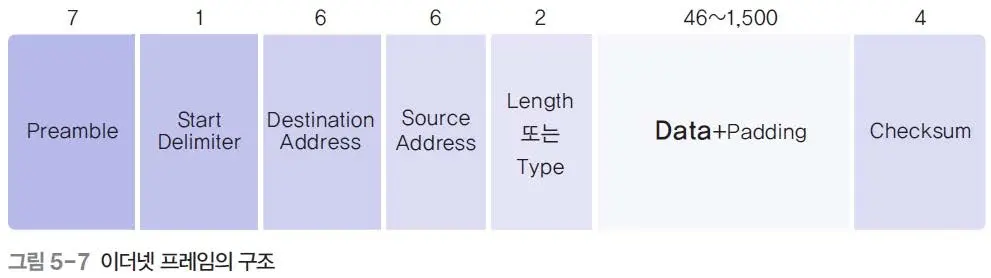 7 1 6 6 2 46~1,500 4
Preamble
Start
Delimiter
Destination
Address
Source
Address
Length
또는
Type
Data+Padding
Checksum
그림 5-7 이더넷 프레임의 구조